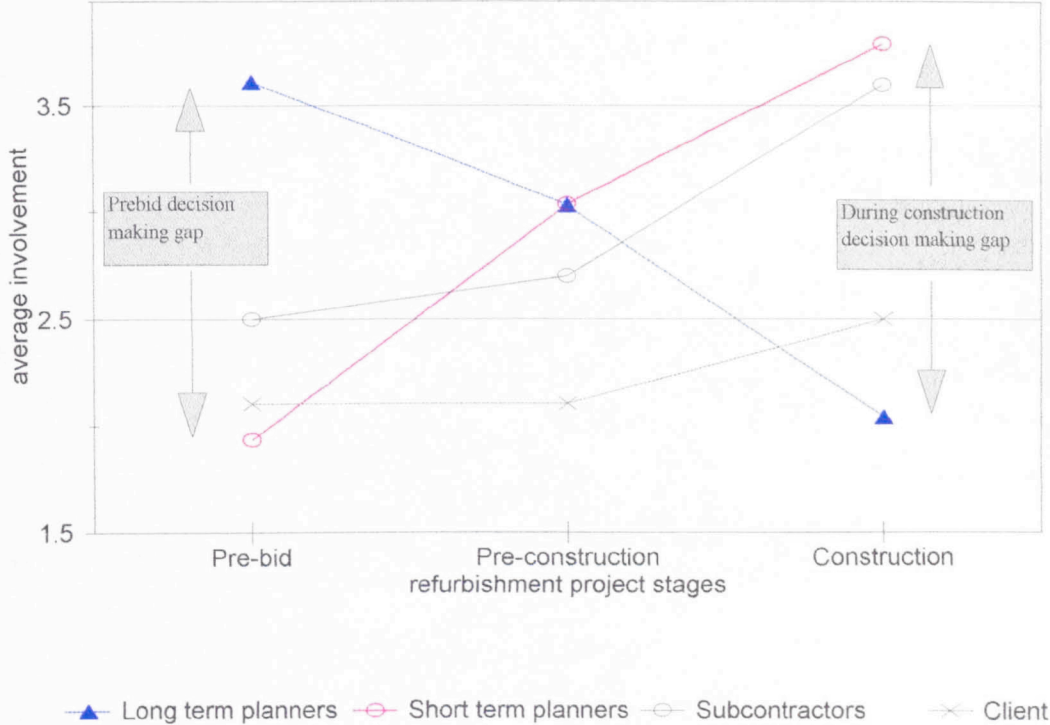 3.5
Prebid decision
making gap
During construction
decision making gap
average involvement
2.5
1.5
Pre-bid
Pre-construction
Construction
refurbishment project stages
Long term planners
Short term planners
Subcontractors
Client